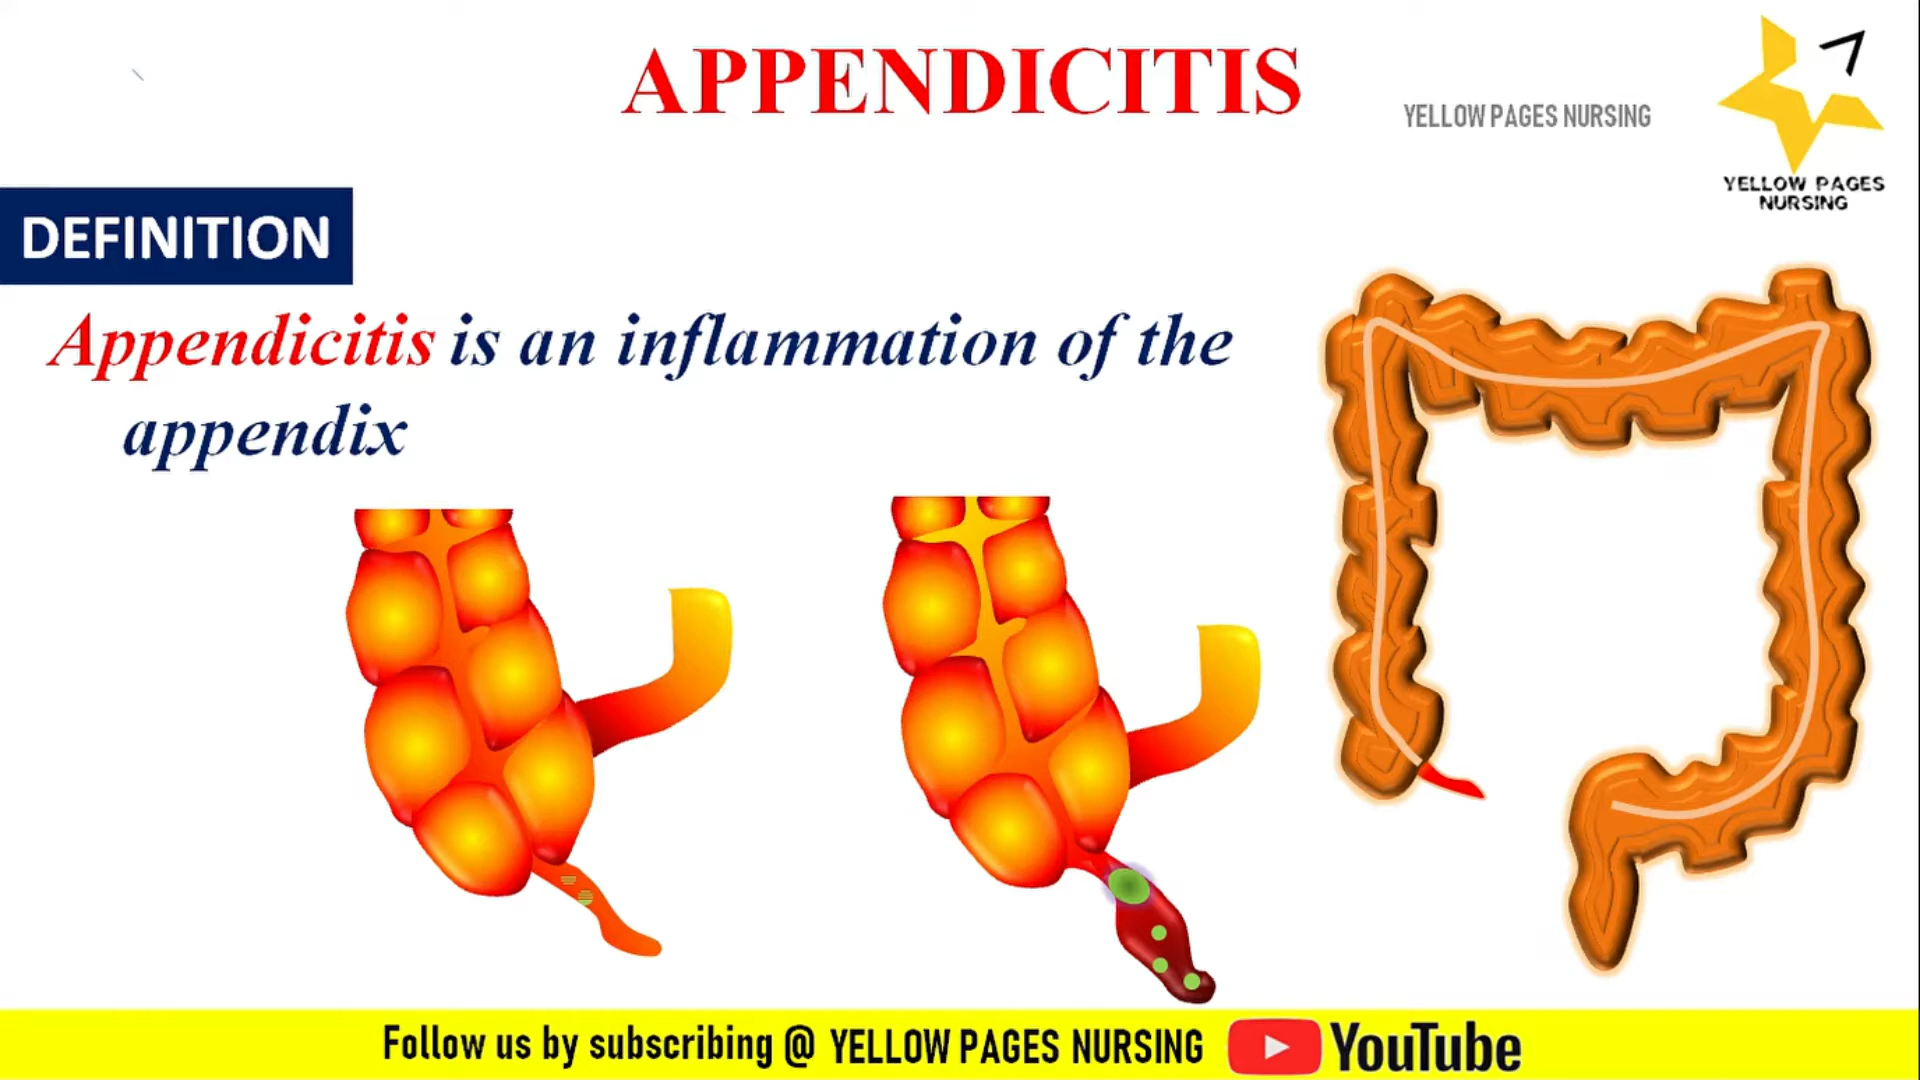 APPENDICITIS
YELLOW PAGES NURSING
YELLOW PAGES
NURSING
DEFINITION
Appendicitis is an inflammation of the
appendix
Follow us by subscribing @ YELLOW PAGES NURSING YouTube